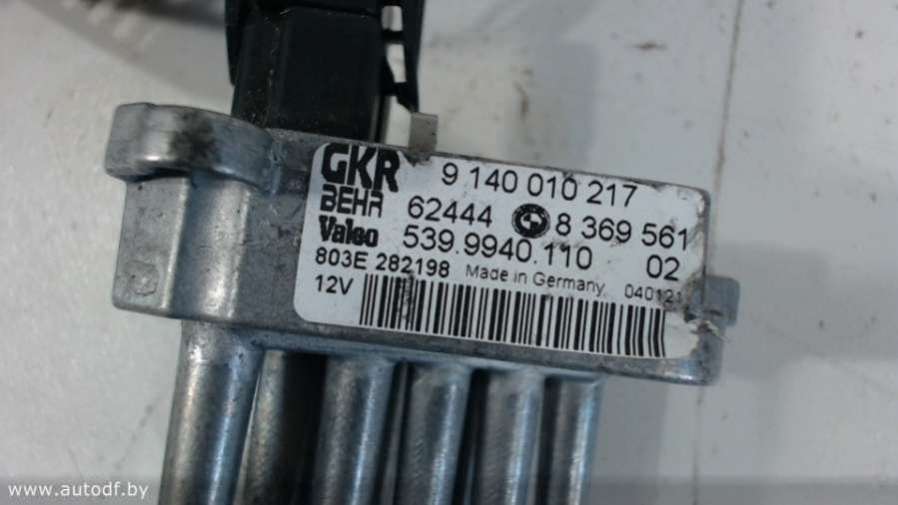 GKR 9 140 010 217
BEHR 62444 8 369 561
Valeo 539.9940.110 02
803E 282198 Made in Germany 040121
12V
www.autodf.by